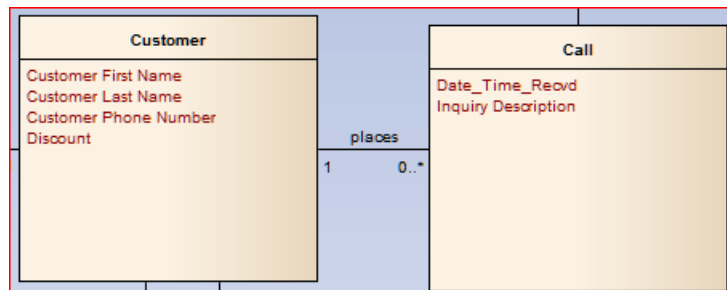 Customer
Customer First Name
Customer Last Name
Customer Phone Number
Discount
places
1
0..*
Call
Date_Time_Recvd
Inquiry Description